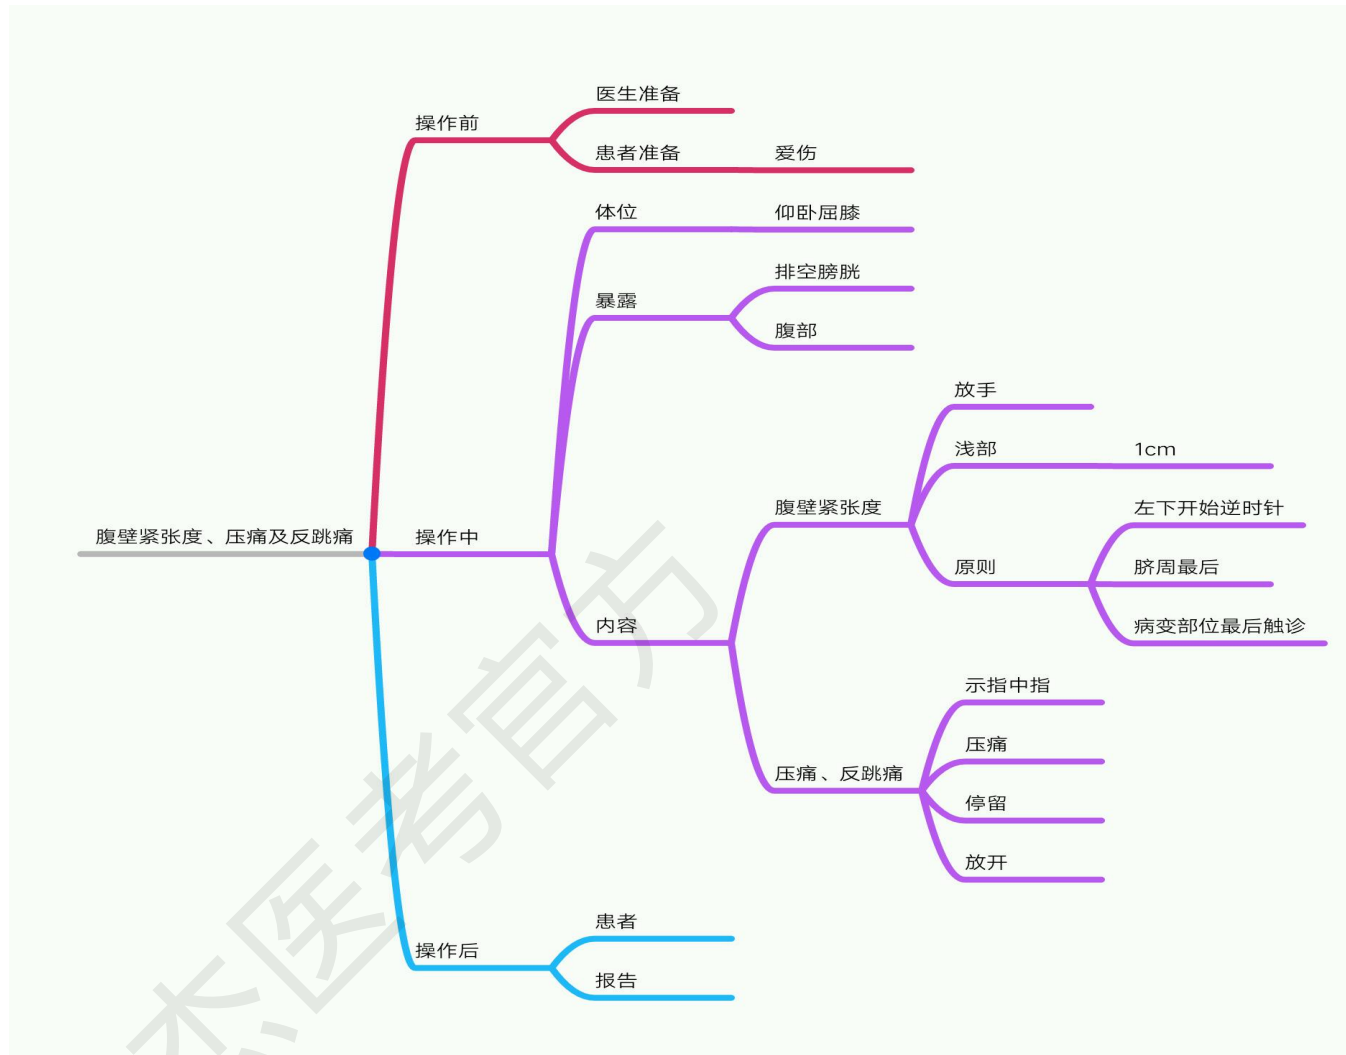 医生准备
操作前
患者准备
爱伤
体位
仰卧屈膝
排空膀胱
暴露
腹部
放手
浅部
1cm
腹壁紧张度
左下开始逆时针
腹壁紧张度、压痛及反跳痛
操作中
原则
脐周最后
内容
病变部位最后触诊
示指中指
压痛
压痛、反跳痛
停留
放开
患者
操作后
报告
杰医考官方